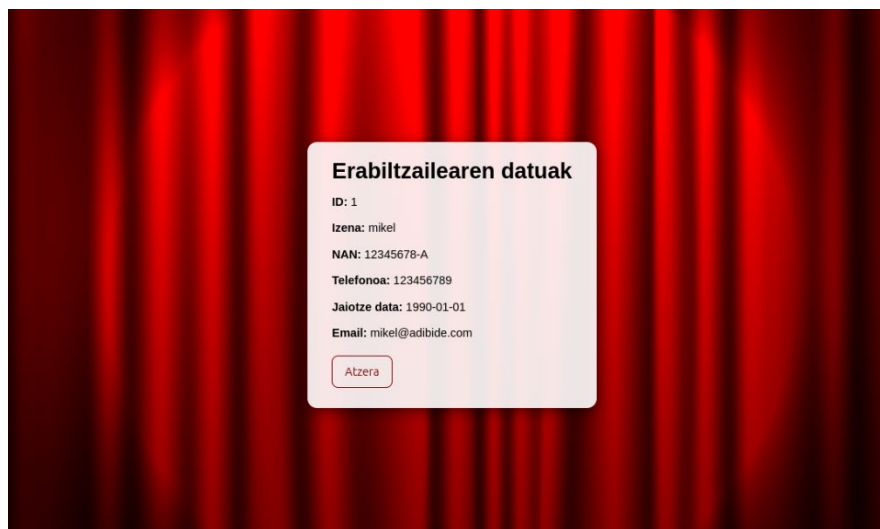 Erabiltzailearen datuak
ID: 1
Izena: mikel
NAN: 12345678-A
Telefonoa: 123456789
Jaiotze data: 1990-01-01
Email: mikel@adibide.com
Atzera